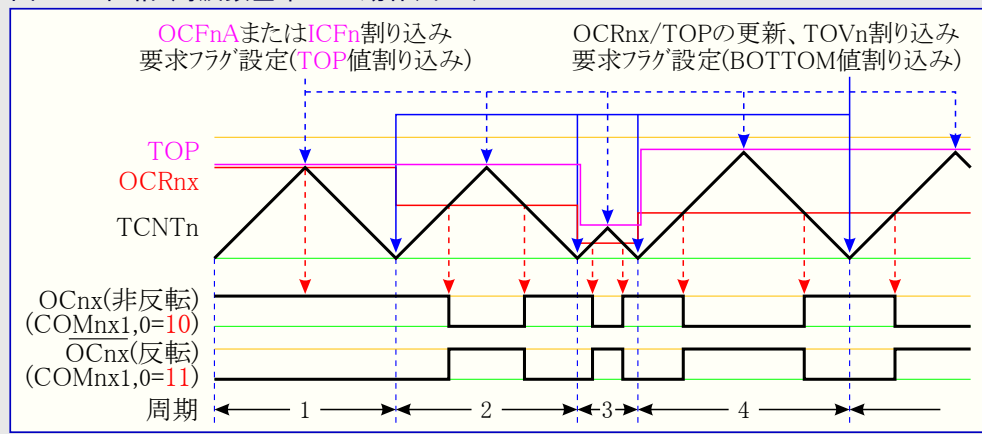 OCFnAまたはICFn割り込み
要求フラグ設定(TOP値割り込み)
OCRnx/TOPの更新、TOVn割り込み
要求フラグ設定(BOTTOM値割り込み)
TOP
OCRnx
TCNTn
OCnx(非反転)
(COMnx1,0=10)
OCnx(反転)
(COMnx1,0=11)
周期
1
2
3
4